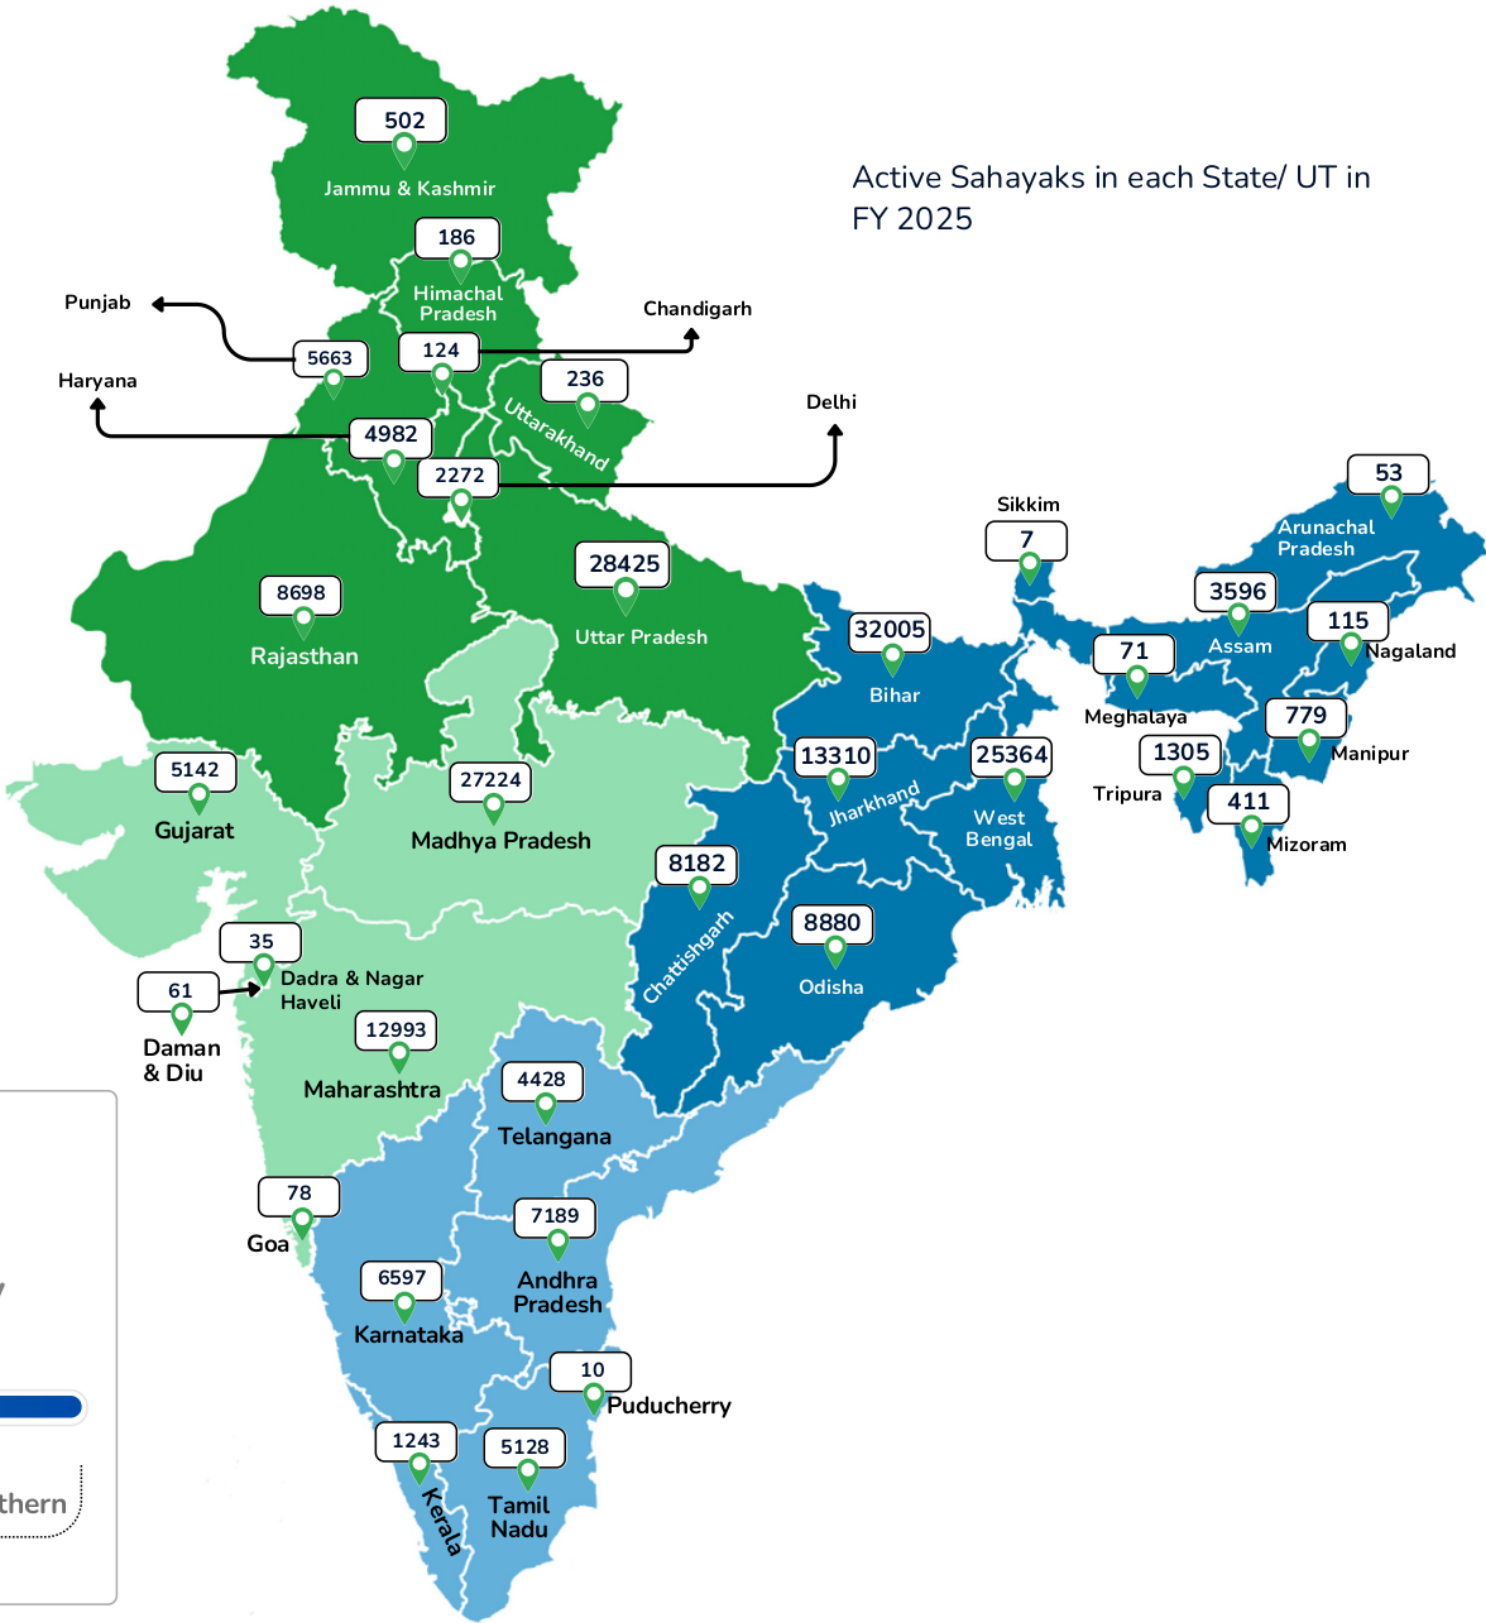 Active Sahayaks in each State/ UT in
FY 2025
502
Jammu & Kashmir
186
Himachal
Pradesh
Punjab
5663
124
Chandigarh
Haryana
4982
236
Uttarakhand
2272
Delhi
8698
Rajasthan
28425
Uttar Pradesh
Sikkim
7
53
Arunachal
Pradesh
3596
Assam
115
Nagaland
32005
Bihar
71
Meghalaya
779
Manipur
13310
Jharkhand
25364
West
Bengal
1305
Tripura
411
Mizoram
5142
Gujarat
27224
Madhya Pradesh
8182
Chattishgarh
8880
Odisha
35
Dadra & Nagar
Haveli
61
Daman
& Diu
12993
Maharashtra
4428
Telangana
78
Goa
7189
Andhra
Pradesh
6597
Karnataka
10
Puducherry
1243
Kerala
5128
Tamil
Nadu
thern